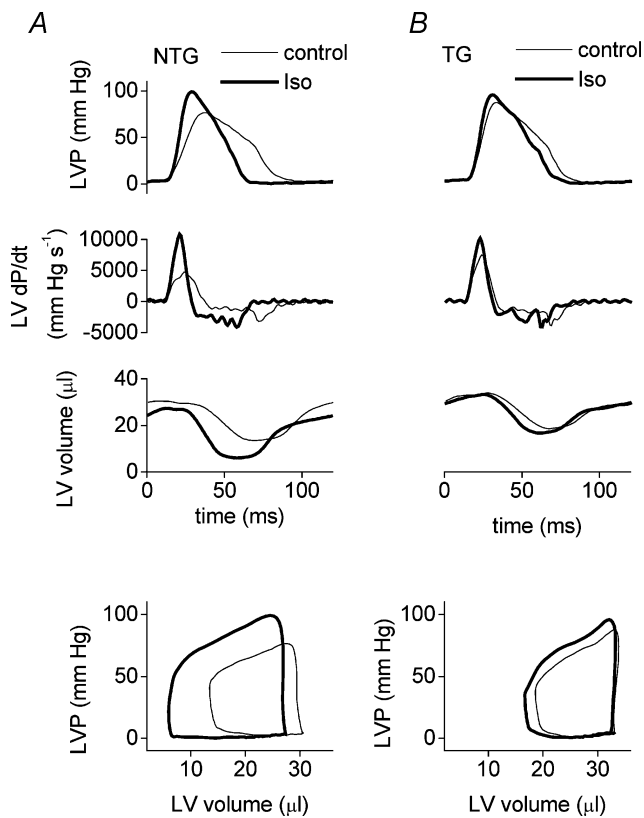 A
B
NTG
control
Iso
TG
control
Iso
LVP (mm Hg)
100
50
0
100
50
0
LV dP/dt
(mm Hg s⁻¹)
10000
5000
0
-5000
10000
5000
0
-5000
LV volume (μl)
40
20
0
40
20
0
0 50 100
time (ms)
0 50 100
time (ms)
LVP (mm Hg)
100
50
0
10 20 30
LV volume (μl)
LVP (mm Hg)
100
50
0
10 20 30
LV volume (μl)